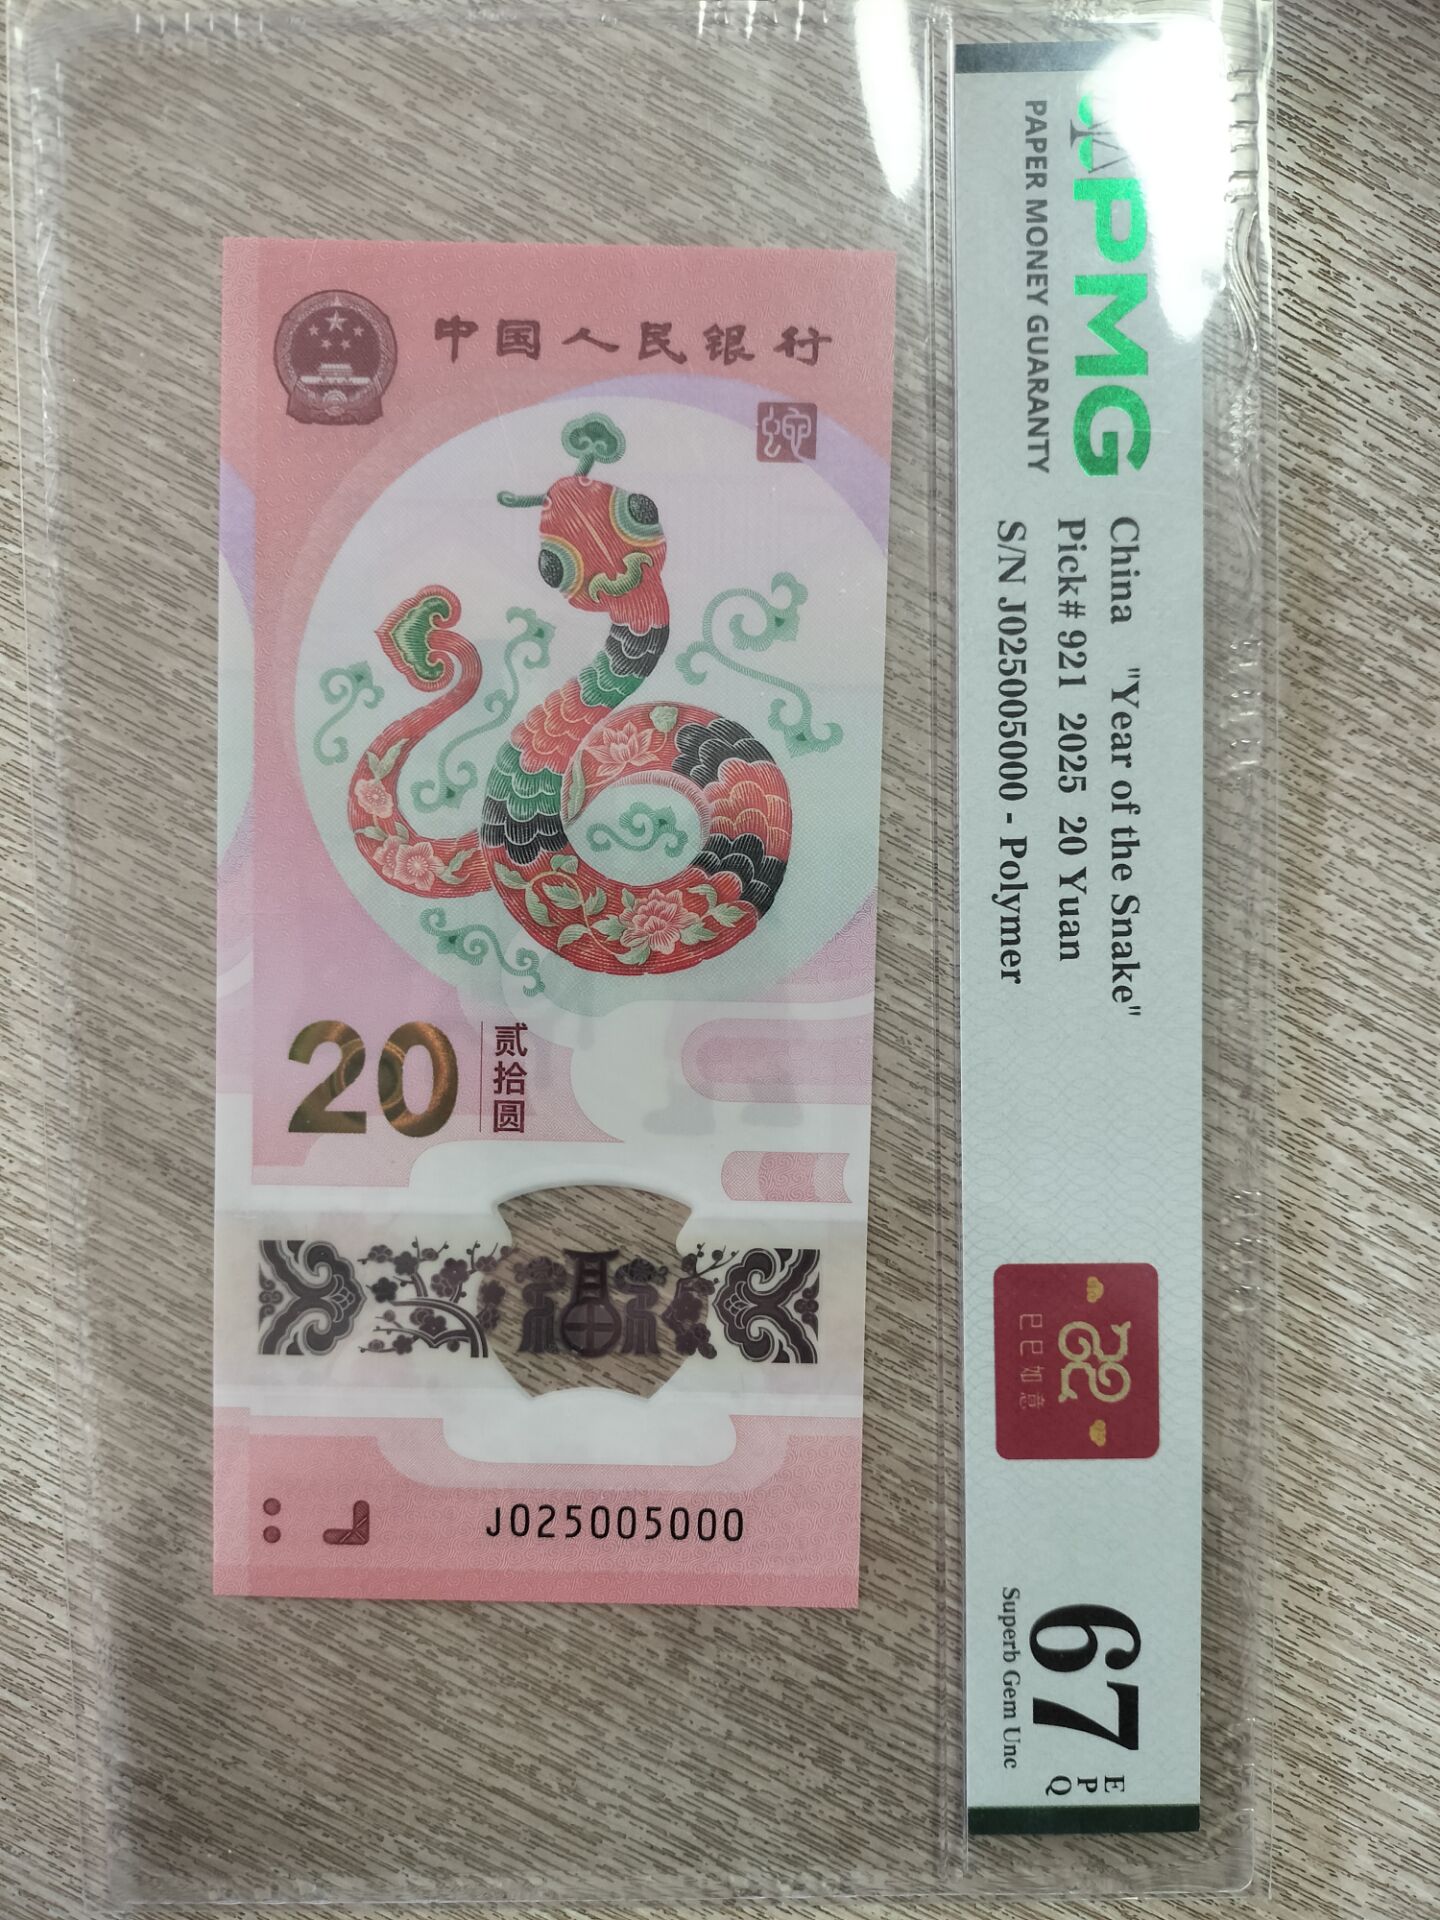 中国人民银行
蛇
20
贰拾圆
福
J025005000
PMG
PAPER MONEY GUARANTY
China "Year of the Snake"
Pick# 921 2025 20 Yuan
S/N J025005000 - Polymer
巳巳如意
67
EPQ
Superb Gem Unc